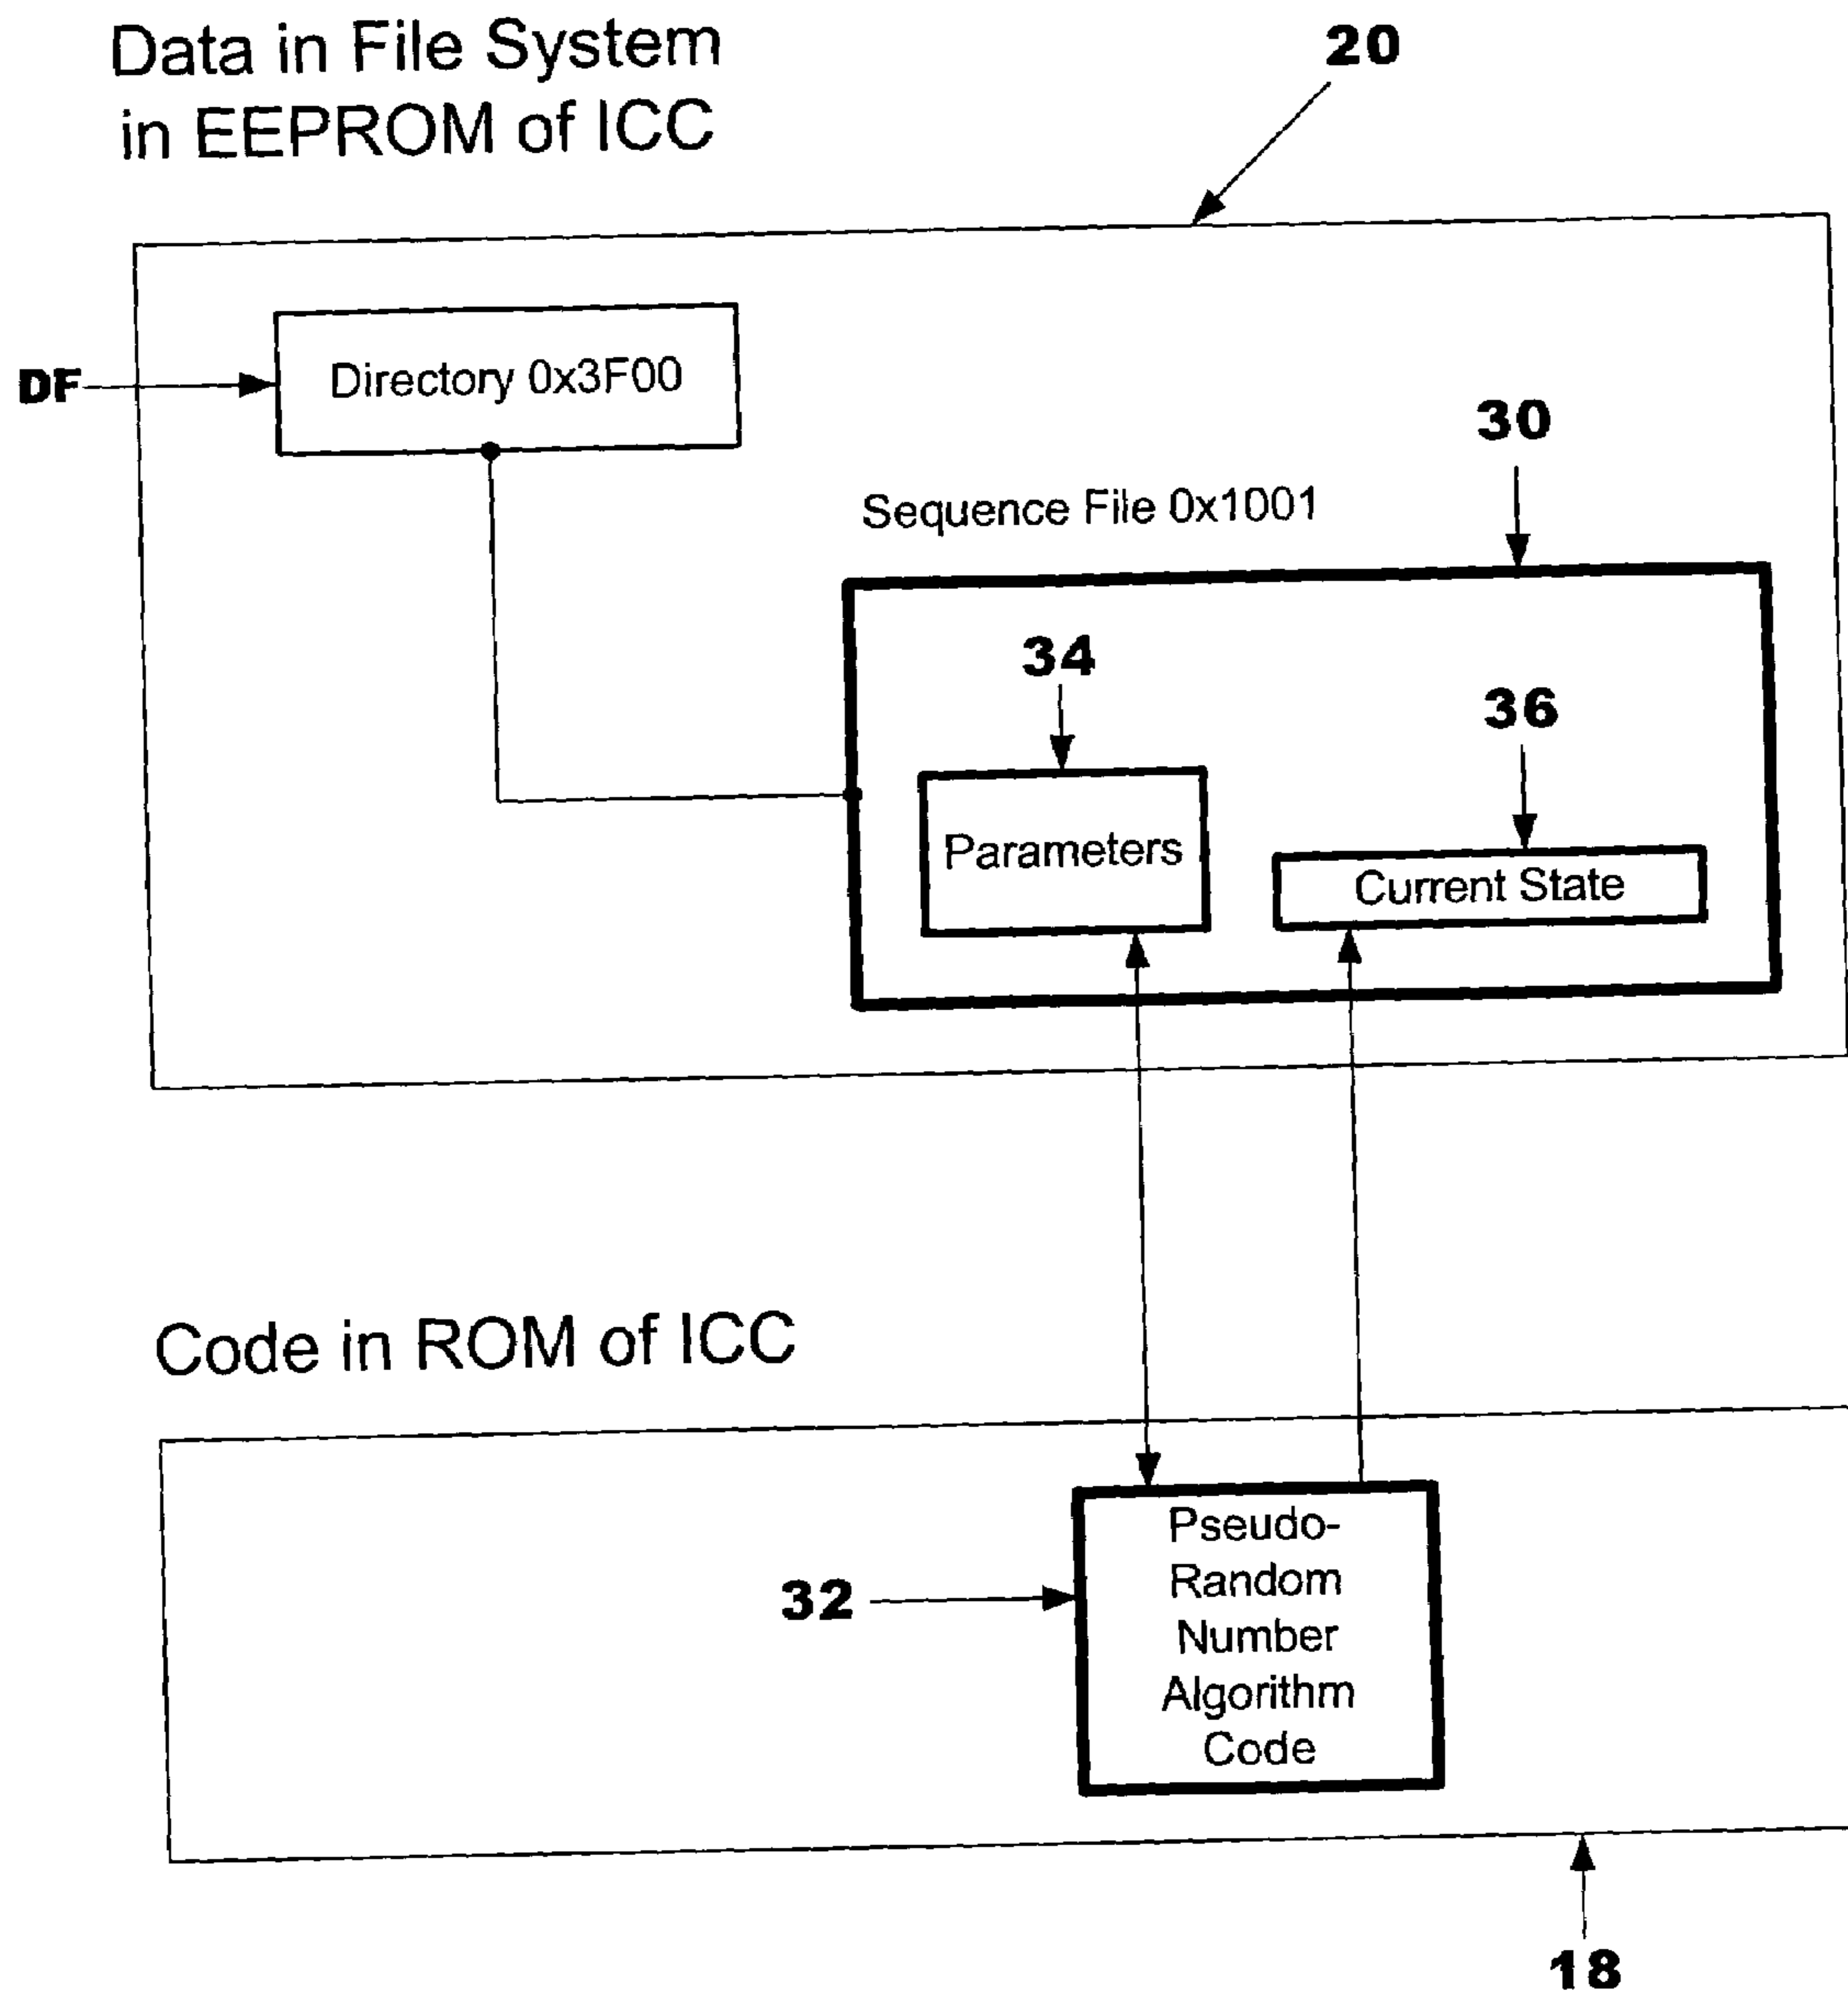 Data in File System
in EEPROM of ICC
20
DF
Directory 0x3F00
30
Sequence File 0x1001
34
36
Parameters
Current State
Code in ROM of ICC
32
Pseudo-
Random
Number
Algorithm
Code
18